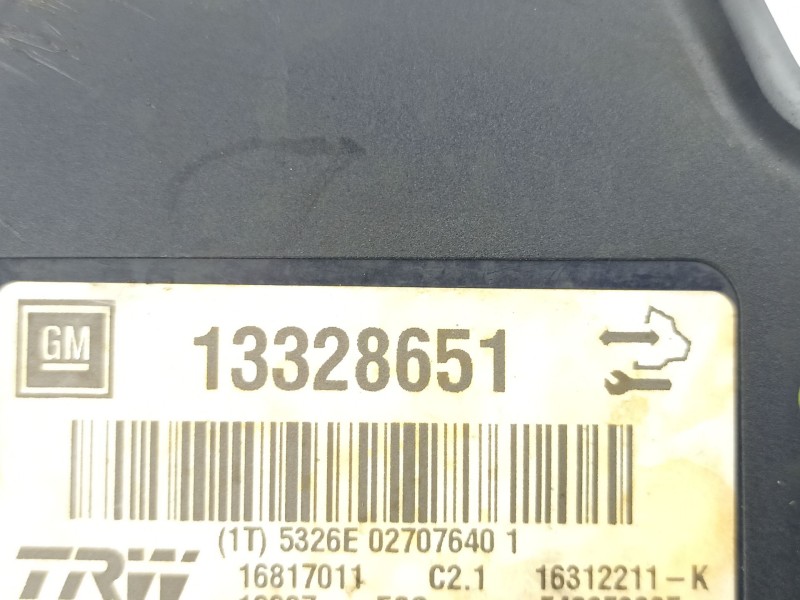 GM 13328651
(1T) 5326E 02707640 1
TRW
16817011 C2.1 16312211-K